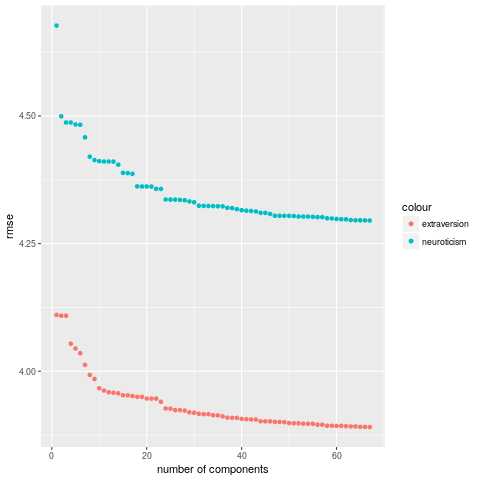 4.50
4.25
4.00
rmse
0
20
40
60
number of components
colour
extraversion
neuroticism